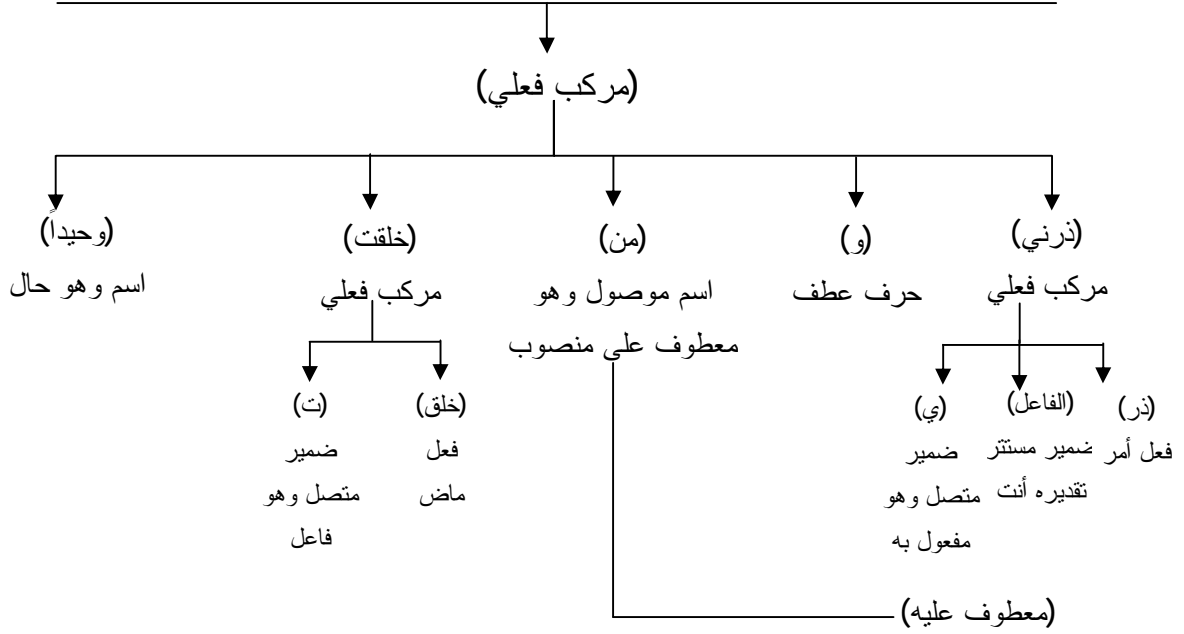 (مركب فعلي)
(ذرني) (و) (من) (خلقت) (وحيداً)
مركب فعلي حرف عطف اسم موصول وهو مركب فعلي اسم وهو حال
معطوف على منصوب
(ذر) (الفاعل) (ي) (خلق) (ت)
فعل أمر ضمير مستتر ضمير فعل ضمير
تقديره أنت متصل وهو ماض متصل وهو
مفعول به فاعل
(معطوف عليه)